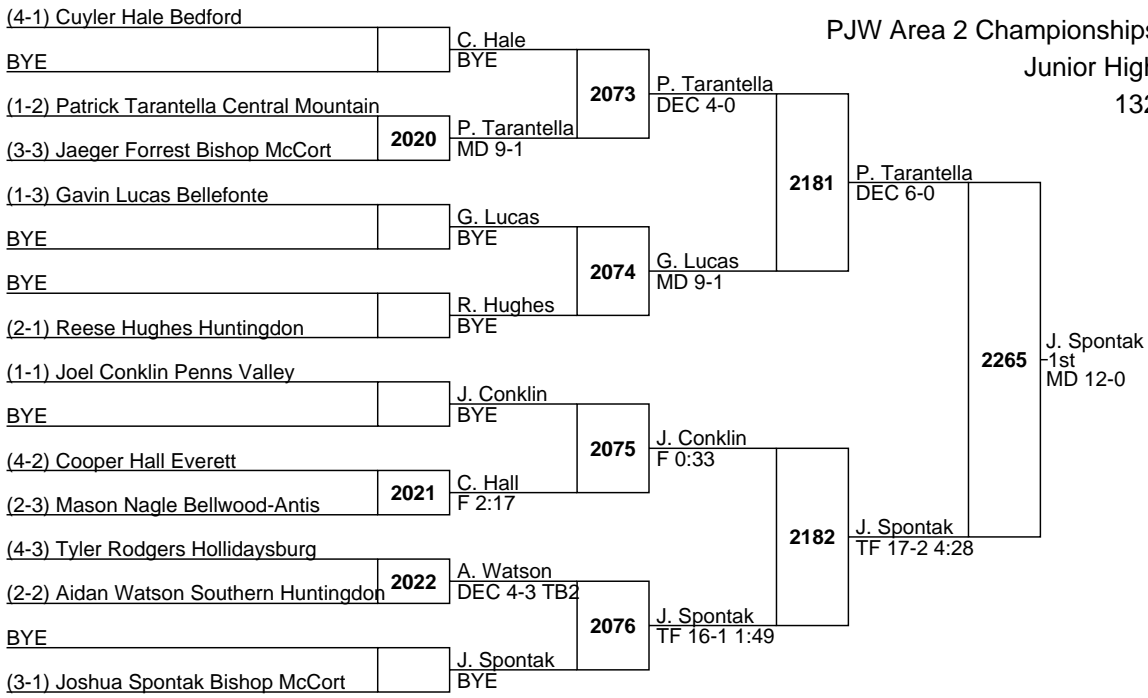 PJW Area 2 Championships
Junior High
132
(4-1) Cuyler Hale Bedford
BYE
(1-2) Patrick Tarantella Central Mountain
(3-3) Jaeger Forrest Bishop McCort
(1-3) Gavin Lucas Bellefonte
BYE
BYE
(2-1) Reese Hughes Huntingdon
(1-1) Joel Conklin Penns Valley
BYE
(4-2) Cooper Hall Everett
(2-3) Mason Nagle Bellwood-Antis
(4-3) Tyler Rodgers Hollidaysburg
(2-2) Aidan Watson Southern Huntingdon
BYE
(3-1) Joshua Spontak Bishop McCort
2020
2021
2022
C. Hale
BYE
P. Tarantella
MD 9-1
G. Lucas
BYE
R. Hughes
BYE
J. Conklin
BYE
C. Hall
F 2:17
A. Watson
DEC 4-3 TB2
J. Spontak
BYE
2073
2074
2075
2076
P. Tarantella
DEC 4-0
G. Lucas
MD 9-1
J. Conklin
F 0:33
J. Spontak
TF 16-1 1:49
2181
2182
P. Tarantella
DEC 6-0
J. Spontak
TF 17-2 4:28
2265
J. Spontak
1st
MD 12-0